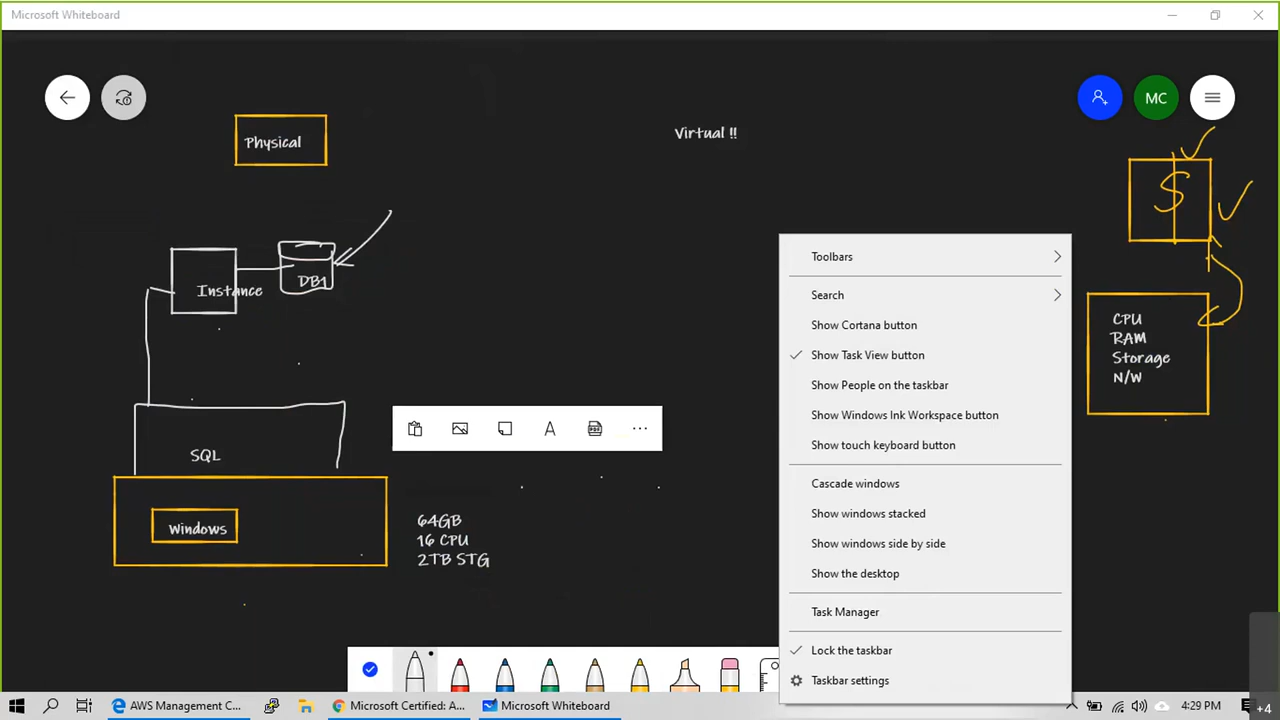 Microsoft Whiteboard
MC
Physical
Virtual !!
$
Instance
DB1
CPU
RAM
Storage
N/W
SQL
Windows
64GB
16 CPU
2TB STG
A
PDF
Toolbars
Search
Show Cortana button
Show Task View button
Show People on the taskbar
Show Windows Ink Workspace button
Show touch keyboard button
Cascade windows
Show windows stacked
Show windows side by side
Show the desktop
Task Manager
Lock the taskbar
Taskbar settings
AWS Management C...
Microsoft Certified: A...
Microsoft Whiteboard
4:29 PM
+4